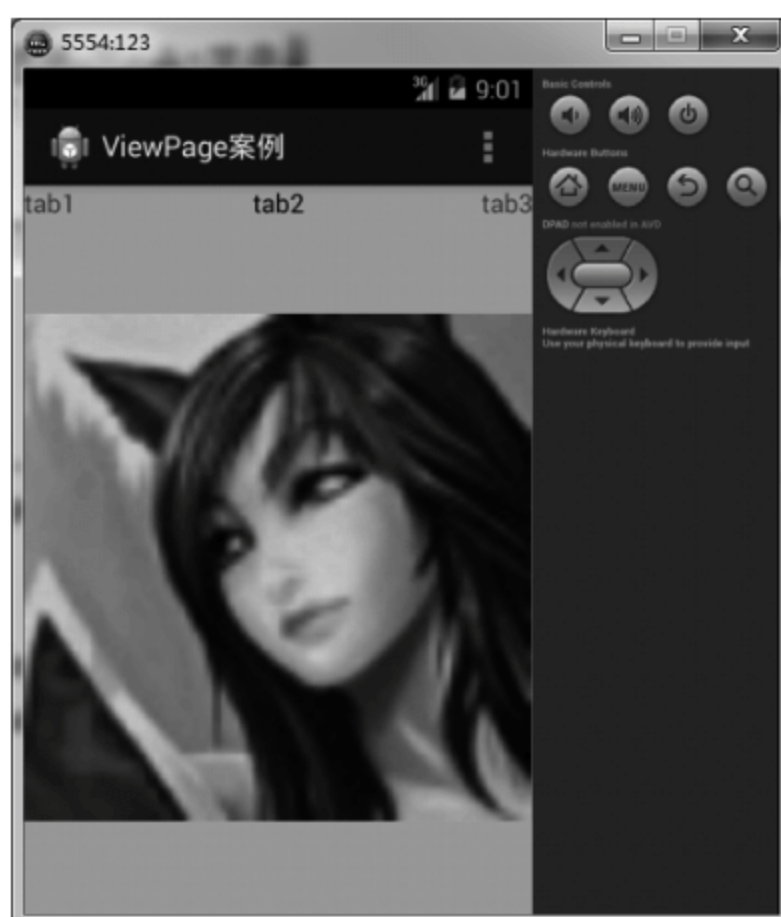 5554:123
3G 9:01
ViewPage案例
tab1 tab2 tab3
Basic Controls
Hardware Buttons
MENU
DPAD not enabled in AVD
Hardware Keyboard
Use your physical keyboard to provide input